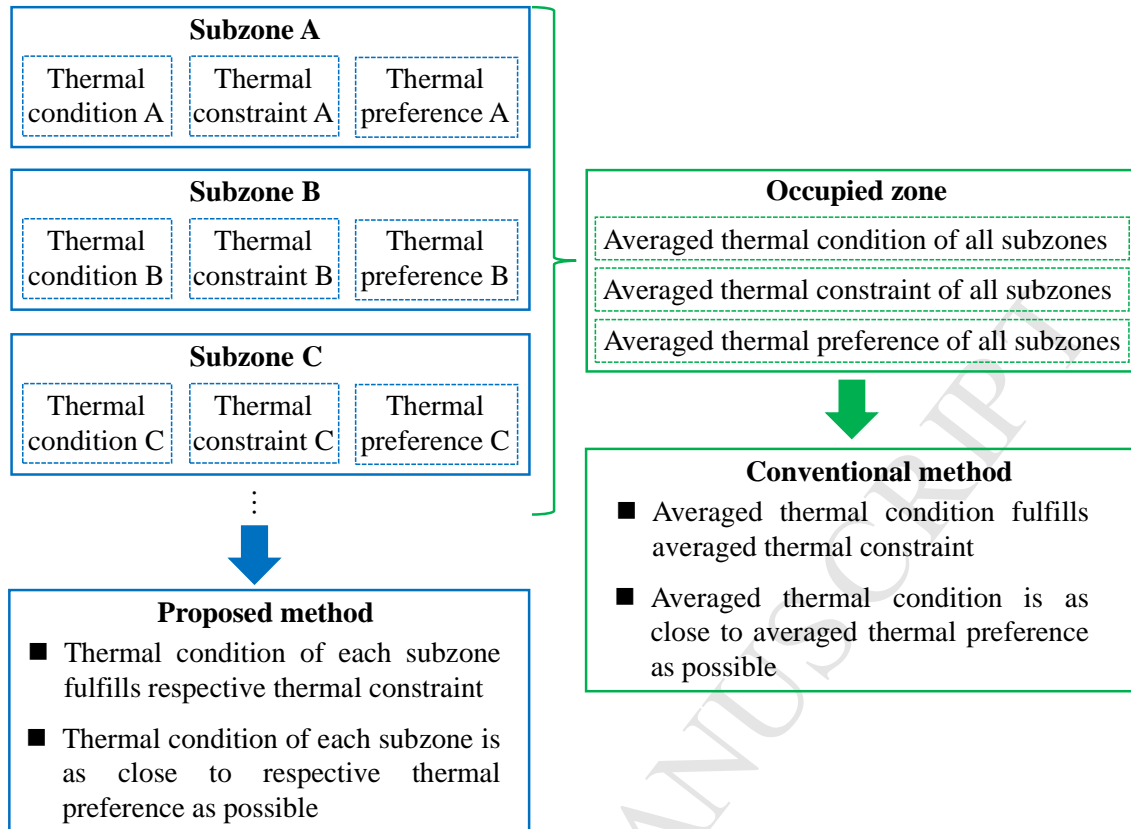 Subzone A
Thermal condition A
Thermal constraint A
Thermal preference A
Subzone B
Thermal condition B
Thermal constraint B
Thermal preference B
Subzone C
Thermal condition C
Thermal constraint C
Thermal preference C
⋮
Proposed method
■ Thermal condition of each subzone
fulfills respective thermal constraint
■ Thermal condition of each subzone is
as close to respective thermal
preference as possible
Occupied zone
Averaged thermal condition of all subzones
Averaged thermal constraint of all subzones
Averaged thermal preference of all subzones
Conventional method
■ Averaged thermal condition fulfills
averaged thermal constraint
■ Averaged thermal condition is as
close to averaged thermal preference
as possible
ANUSCRIPT